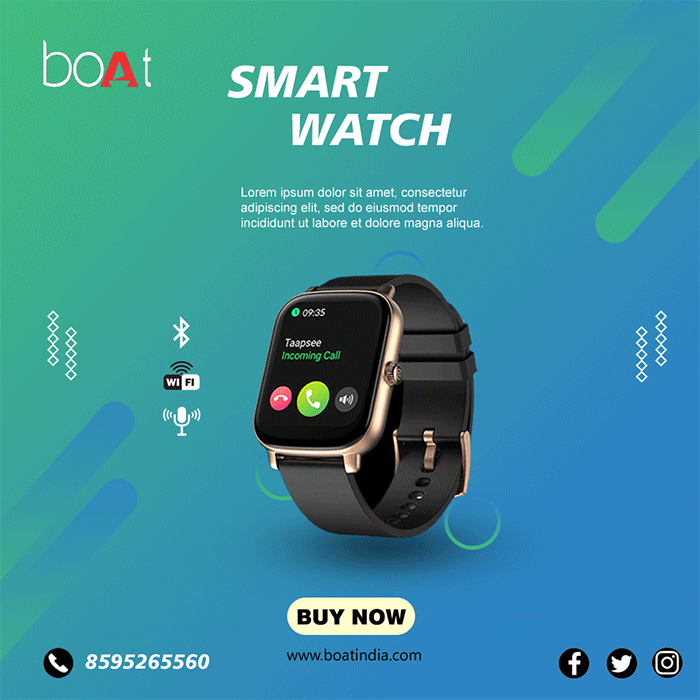 boAt
SMART
WATCH
Lorem ipsum dolor sit amet, consectetur
adipiscing elit, sed do eiusmod tempor
incididunt ut labore et dolore magna aliqua.
09:35
Taapsee
Incoming Call
WI FI
BUY NOW
www.boatindia.com
8595265560